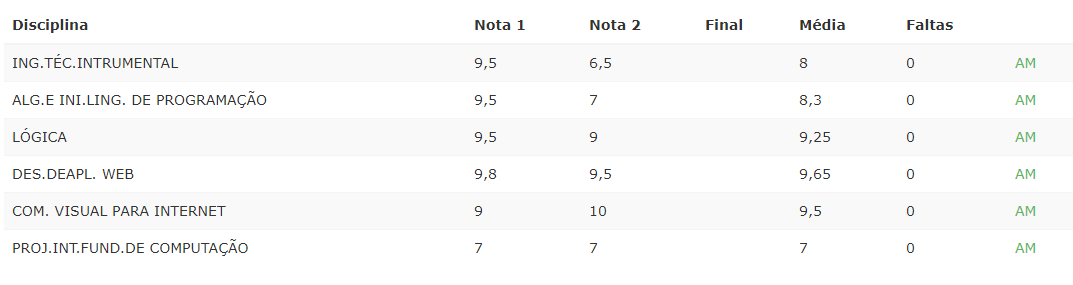 Disciplina Nota 1 Nota 2 Final Média Faltas
ING.TÉC.INTRUMENTAL 9,5 6,5 8 0 AM
ALG.E INI.LING. DE PROGRAMAÇÃO 9,5 7 8,3 0 AM
LÓGICA 9,5 9 9,25 0 AM
DES.DEAPL. WEB 9,8 9,5 9,65 0 AM
COM. VISUAL PARA INTERNET 9 10 9,5 0 AM
PROJ.INT.FUND.DE COMPUTAÇÃO 7 7 7 0 AM